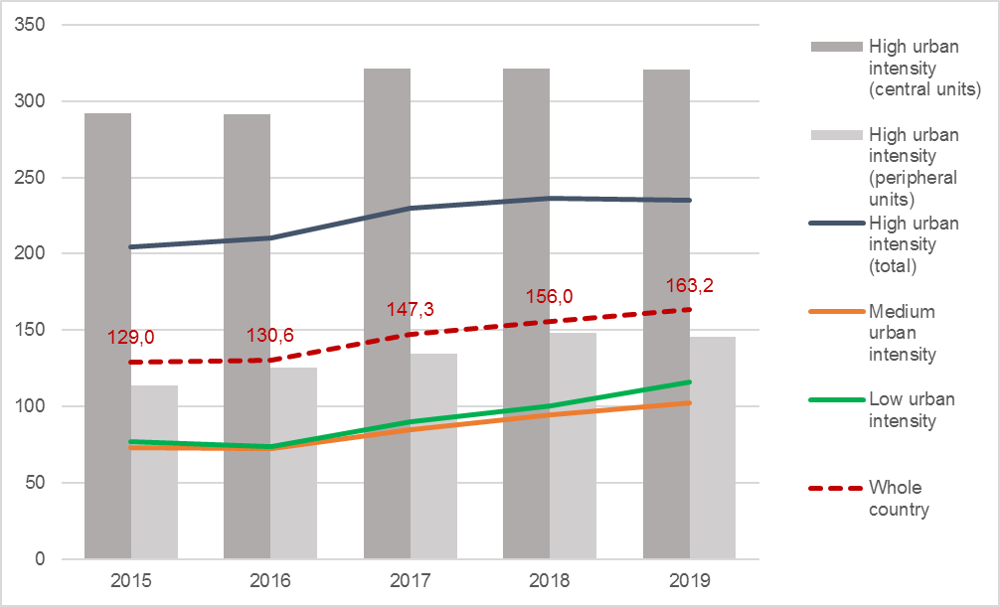 350
300
250
200
150
100
50
0
129,0
130,6
147,3
156,0
163,2
2015
2016
2017
2018
2019
High urban
intensity
(central units)
High urban
intensity
(peripheral
units)
High urban
intensity
(total)
Medium
urban
intensity
Low urban
intensity
Whole
country